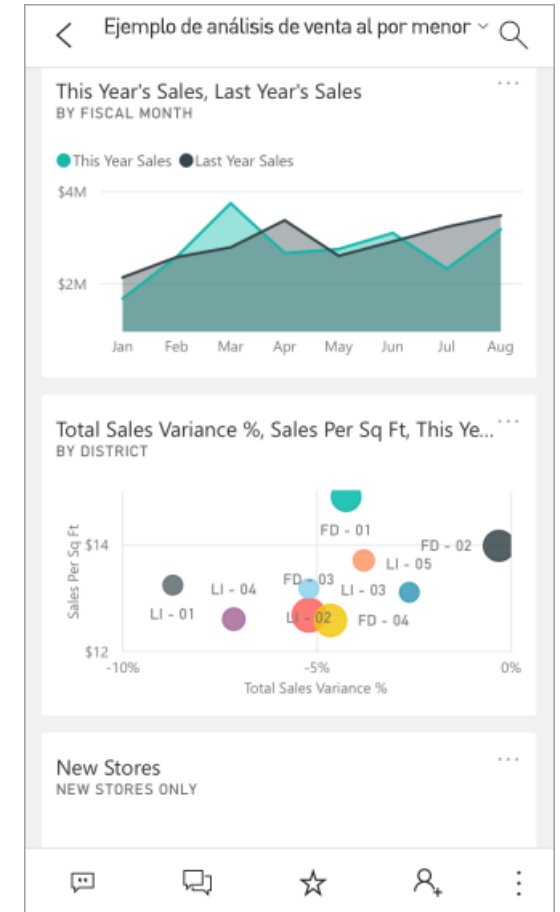 Ejemplo de análisis de venta al por menor
This Year's Sales, Last Year's Sales
BY FISCAL MONTH
This Year Sales Last Year Sales
$4M
$2M
Jan Feb Mar Apr May Jun Jul Aug
Total Sales Variance %, Sales Per Sq Ft, This Ye...
BY DISTRICT
Sales Per Sq Ft
FD - 01
$14
FD - 02
LI - 05
FD - 03
LI - 04
LI - 03
LI - 01
LI - 02
FD - 04
$12
-10% -5% 0%
Total Sales Variance %
New Stores
NEW STORES ONLY